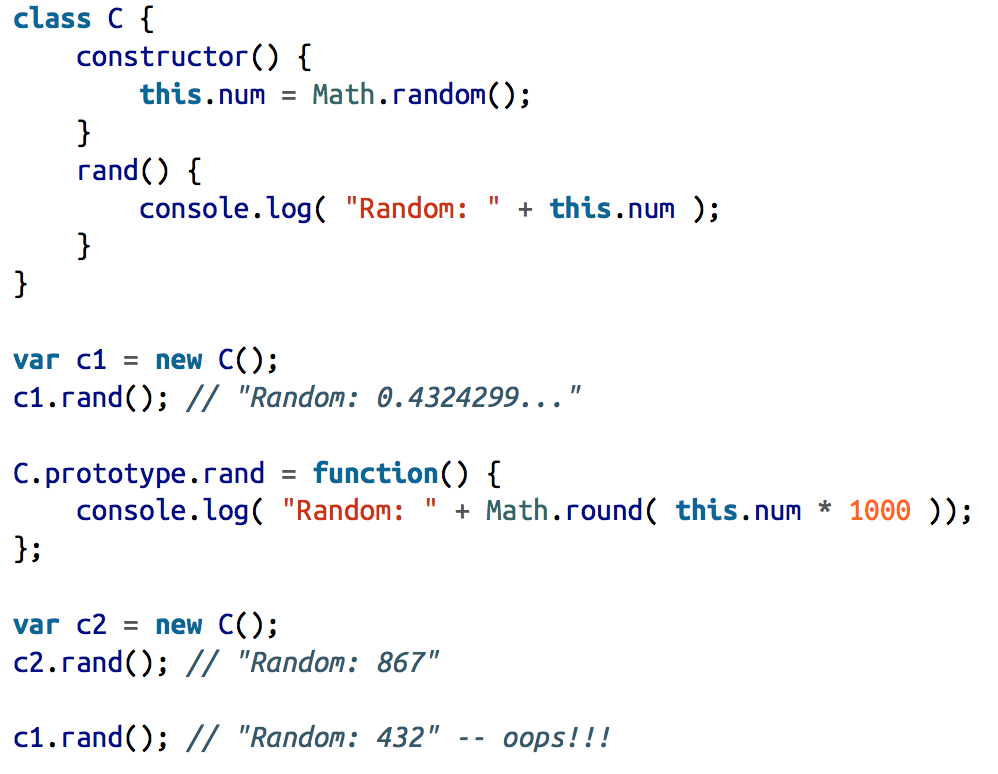 class C {
    constructor() {
        this.num = Math.random();
    }
    rand() {
        console.log( "Random: " + this.num );
    }
}

var c1 = new C();
c1.rand(); // "Random: 0.4324299..."

C.prototype.rand = function() {
    console.log( "Random: " + Math.round( this.num * 1000 ));
};

var c2 = new C();
c2.rand(); // "Random: 867"

c1.rand(); // "Random: 432" -- oops!!!